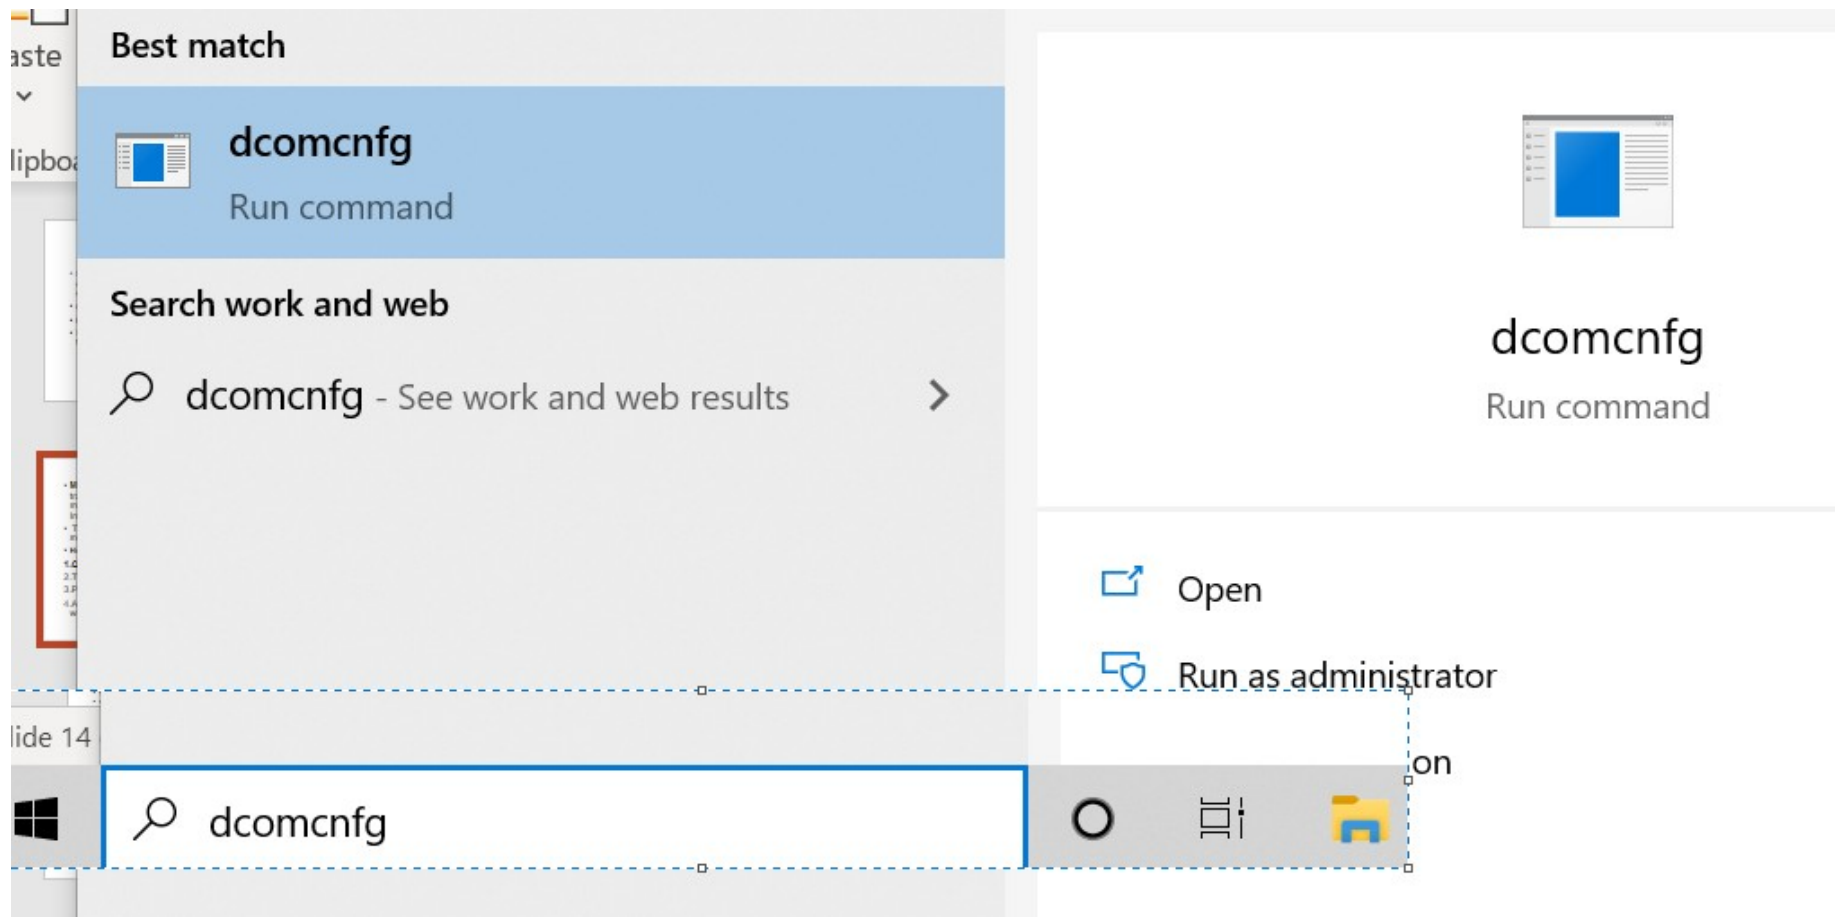 aste
Best match
dcomcnfg
Run command
lipboa
Search work and web
dcomcnfg - See work and web results
dcomcnfg
Run command
Open
Run as administrator
on
lide 14
dcomcnfg